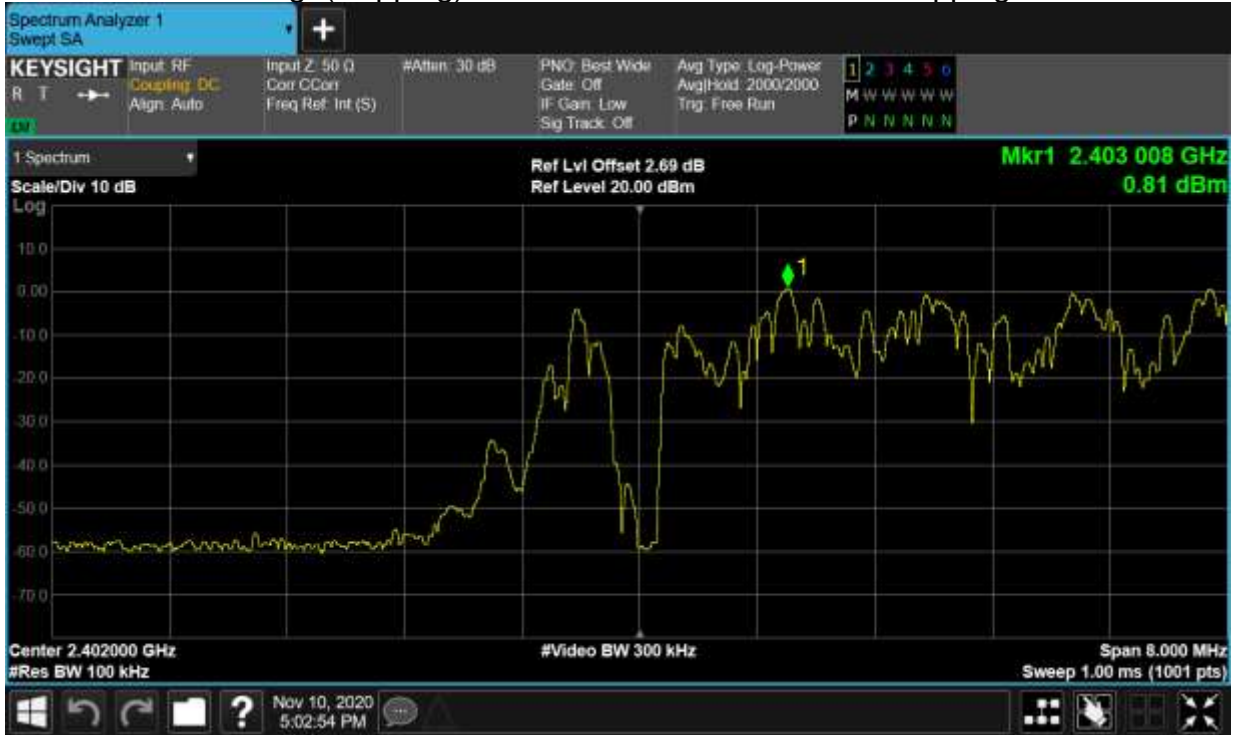 Spectrum Analyzer 1
Swept SA
+
KEYSIGHT
R T
Input: RF
Coupling: DC
Align: Auto
Input Z: 50 Ω
Corr CCorr
Freq Ref: Int (S)
#Atten: 30 dB
PNO: Best Wide
Gate: Off
IF Gain: Low
Sig Track: Off
Avg Type: Log-Power
Avg|Hold: 2000/2000
Trig: Free Run
1 2 3 4 5 6
M W W W W W
P N N N N N
1 Spectrum
Scale/Div 10 dB
Log
Ref Lvl Offset 2.69 dB
Ref Level 20.00 dBm
Mkr1 2.403 008 GHz
0.81 dBm
1
10.0
0.00
-10.0
-20.0
-30.0
-40.0
-50.0
-60.0
-70.0
Center 2.402000 GHz
#Res BW 100 kHz
#Video BW 300 kHz
Span 8.000 MHz
Sweep 1.00 ms (1001 pts)
?
Nov 10, 2020
5:02:54 PM